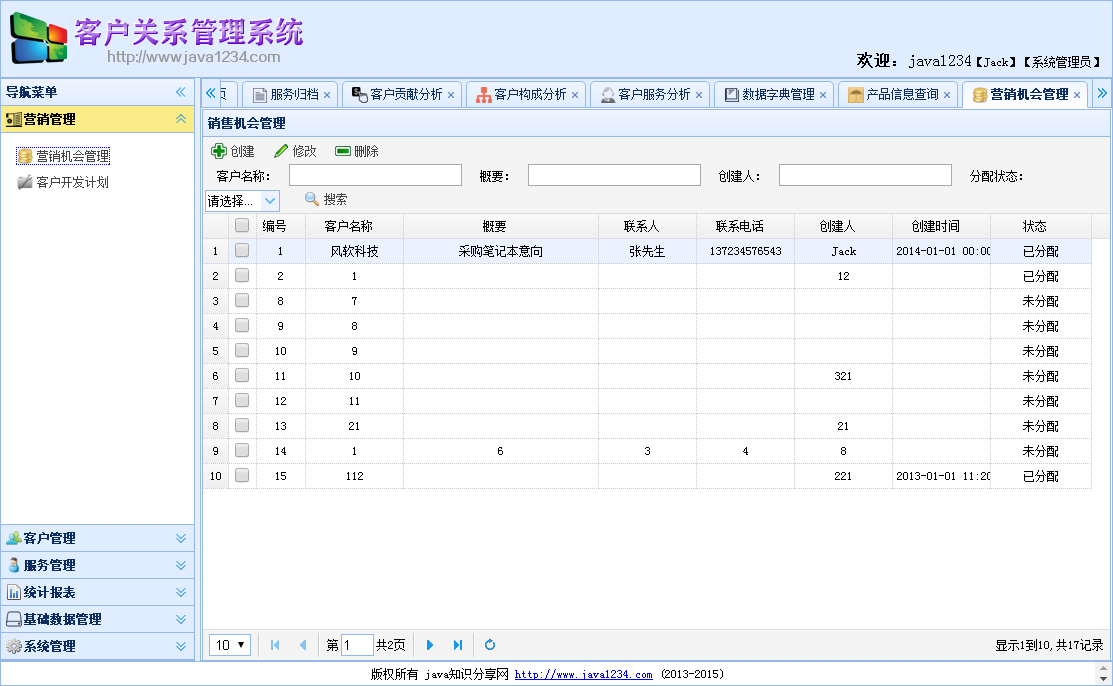 客户关系管理系统
http://www.java1234.com
欢迎： java1234【Jack】【系统管理员】
导航菜单
营销管理
营销机会管理
客户开发计划
客户管理
服务管理
统计报表
基础数据管理
系统管理
服务归档 客户贡献分析 客户构成分析 客户服务分析 数据字典管理 产品信息查询 营销机会管理
销售机会管理
创建 修改 删除
客户名称： 概要： 创建人： 分配状态：
请选择... 搜索
编号 客户名称 概要 联系人 联系电话 创建人 创建时间 状态
1 1 风软科技 采购笔记本意向 张先生 137234576543 Jack 2014-01-01 00:00 已分配
2 2 1 12 已分配
3 8 7 未分配
4 9 8 未分配
5 10 9 未分配
6 11 10 321 未分配
7 12 11 未分配
8 13 21 21 未分配
9 14 1 6 3 4 8 未分配
10 15 112 221 2013-01-01 11:20 已分配
10 第 1 共2页 显示1到10,共17记录
版权所有 java知识分享网 http://www.java1234.com (2013-2015)